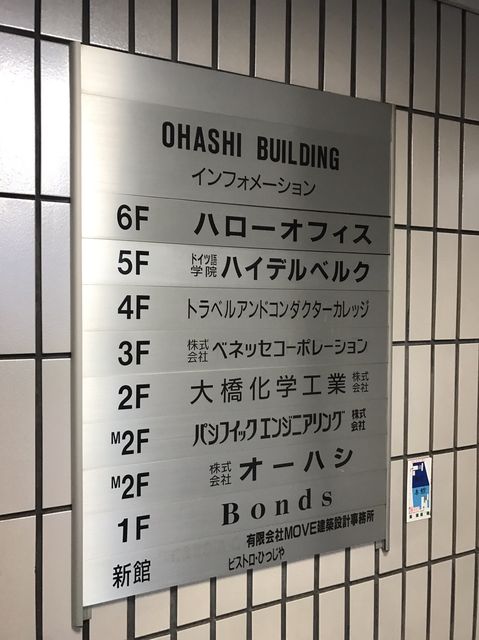 OHASHI BUILDING
インフォメーション
6F ハローオフィス
5F ドイツ語学院 ハイデルベルク
4F トラベルアンドコンダクターカレッジ
3F 株式会社 ベネッセコーポレーション
2F 大橋化学工業 株式会社
M2F パシフィックエンジニアリング 株式会社
M2F 株式会社 オーハシ
1F Bonds
有限会社MOVE建築設計事務所
新館 ビストロ・ひつじや